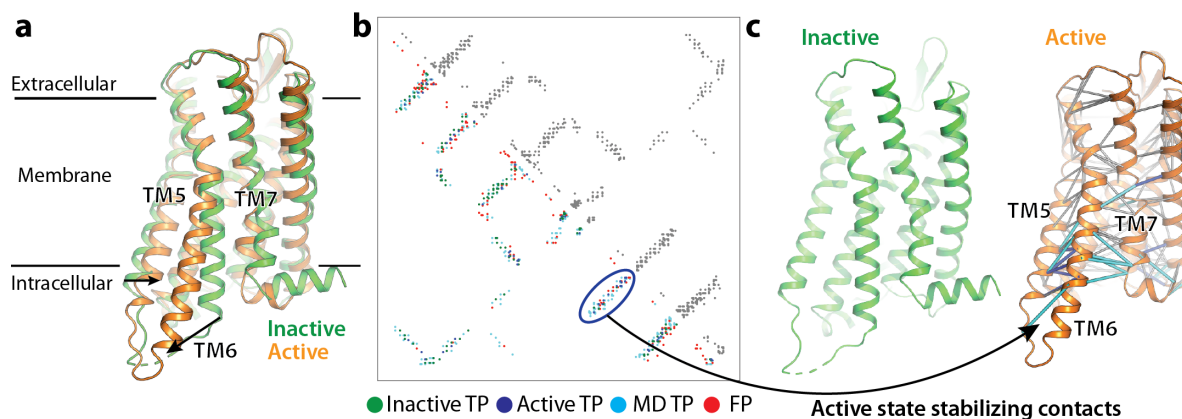 a
Extracellular
Membrane
TM5
TM7
Intracellular
TM6
Inactive
Active
b
Inactive TP
Active TP
MD TP
FP
c
Inactive
Active
TM5
TM7
TM6
Active state stabilizing contacts